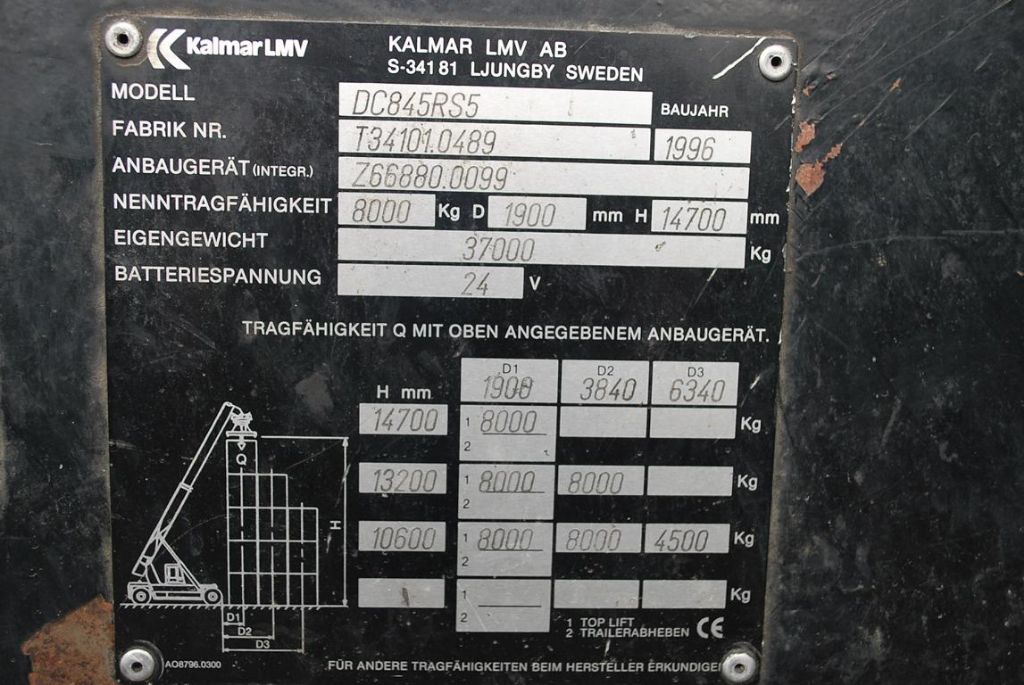 Kalmar LMV
KALMAR LMV AB
S-341 81 LJUNGBY SWEDEN
MODELL DC845RS5 BAUJAHR
FABRIK NR. T34101.0489 1996
ANBAUGERÄT (INTEGR.) Z66880.0099
NENNTRAGFÄHIGKEIT 8000 Kg D 1900 mm H 14700 mm
EIGENGEWICHT 37000 Kg
BATTERIESPANNUNG 24 V
TRAGFÄHIGKEIT Q MIT OBEN ANGEGEBENEM ANBAUGERÄT.
D1 D2 D3
H mm 1900 3840 6340
14700 1 8000 Kg
2
13200 1 8000 8000 Kg
2
10600 1 8000 8000 4500 Kg
2
1 Kg
2
Q
H
D1
D2
D3
1 TOP LIFT
2 TRAILERABHEBEN CE
AO8796.0300 FÜR ANDERE TRAGFÄHIGKEITEN BEIM HERSTELLER ERKUNDIGEN